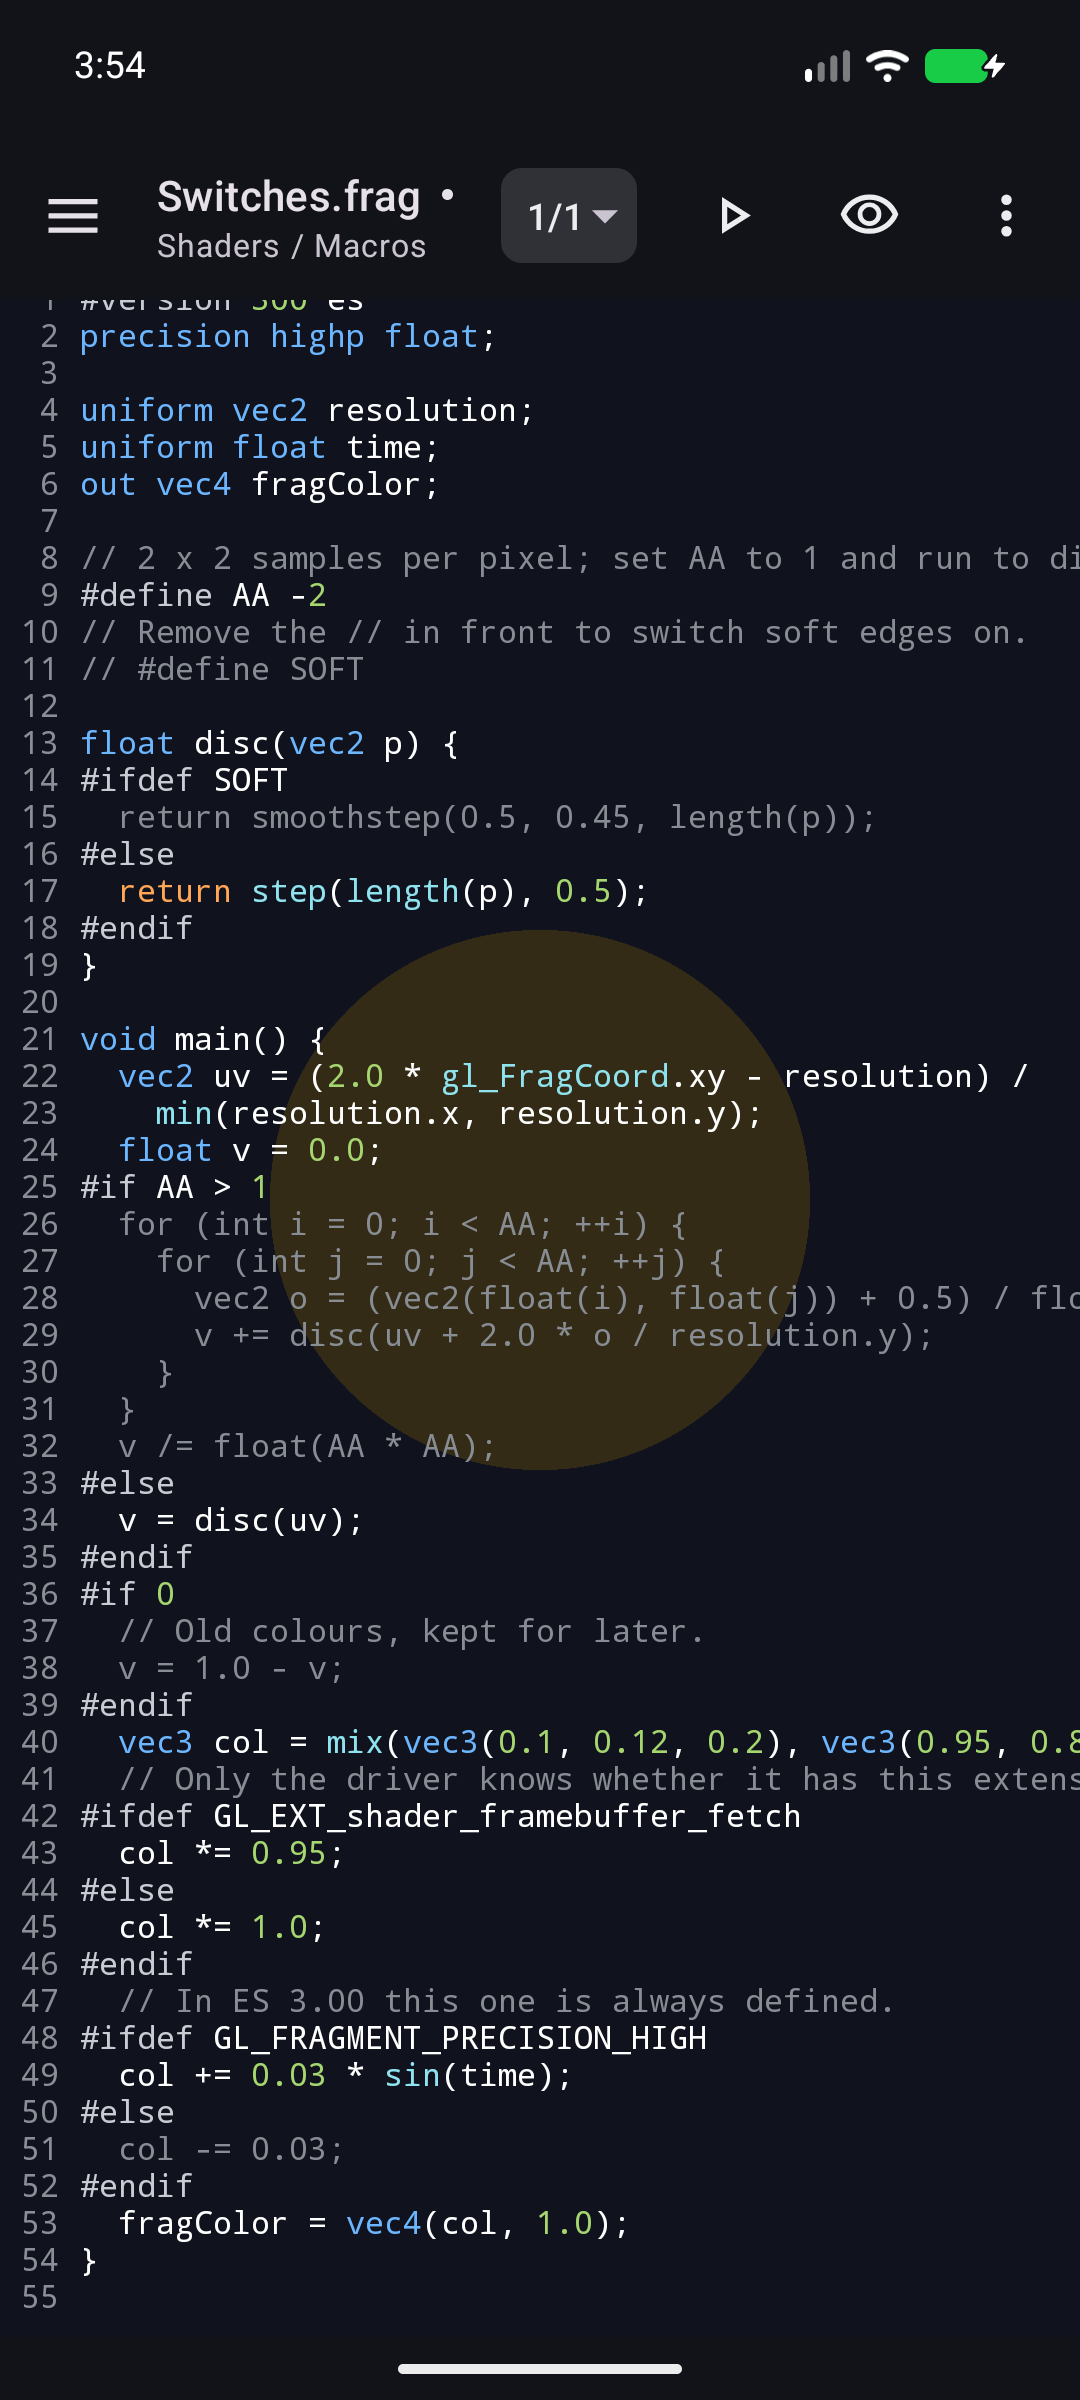 3:54
Switches.frag •
Shaders / Macros
1/1
1 #version 300 es
2 precision highp float;
3
4 uniform vec2 resolution;
5 uniform float time;
6 out vec4 fragColor;
7
8 // 2 x 2 samples per pixel; set AA to 1 and run to di
9 #define AA -2
10 // Remove the // in front to switch soft edges on.
11 // #define SOFT
12
13 float disc(vec2 p) {
14 #ifdef SOFT
15   return smoothstep(0.5, 0.45, length(p));
16 #else
17   return step(length(p), 0.5);
18 #endif
19 }
20
21 void main() {
22   vec2 uv = (2.0 * gl_FragCoord.xy - resolution) /
23     min(resolution.x, resolution.y);
24   float v = 0.0;
25 #if AA > 1
26   for (int i = 0; i < AA; ++i) {
27     for (int j = 0; j < AA; ++j) {
28       vec2 o = (vec2(float(i), float(j)) + 0.5) / flo
29       v += disc(uv + 2.0 * o / resolution.y);
30     }
31   }
32   v /= float(AA * AA);
33 #else
34   v = disc(uv);
35 #endif
36 #if 0
37   // Old colours, kept for later.
38   v = 1.0 - v;
39 #endif
40   vec3 col = mix(vec3(0.1, 0.12, 0.2), vec3(0.95, 0.8
41   // Only the driver knows whether it has this extens
42 #ifdef GL_EXT_shader_framebuffer_fetch
43   col *= 0.95;
44 #else
45   col *= 1.0;
46 #endif
47   // In ES 3.00 this one is always defined.
48 #ifdef GL_FRAGMENT_PRECISION_HIGH
49   col += 0.03 * sin(time);
50 #else
51   col -= 0.03;
52 #endif
53   fragColor = vec4(col, 1.0);
54 }
55